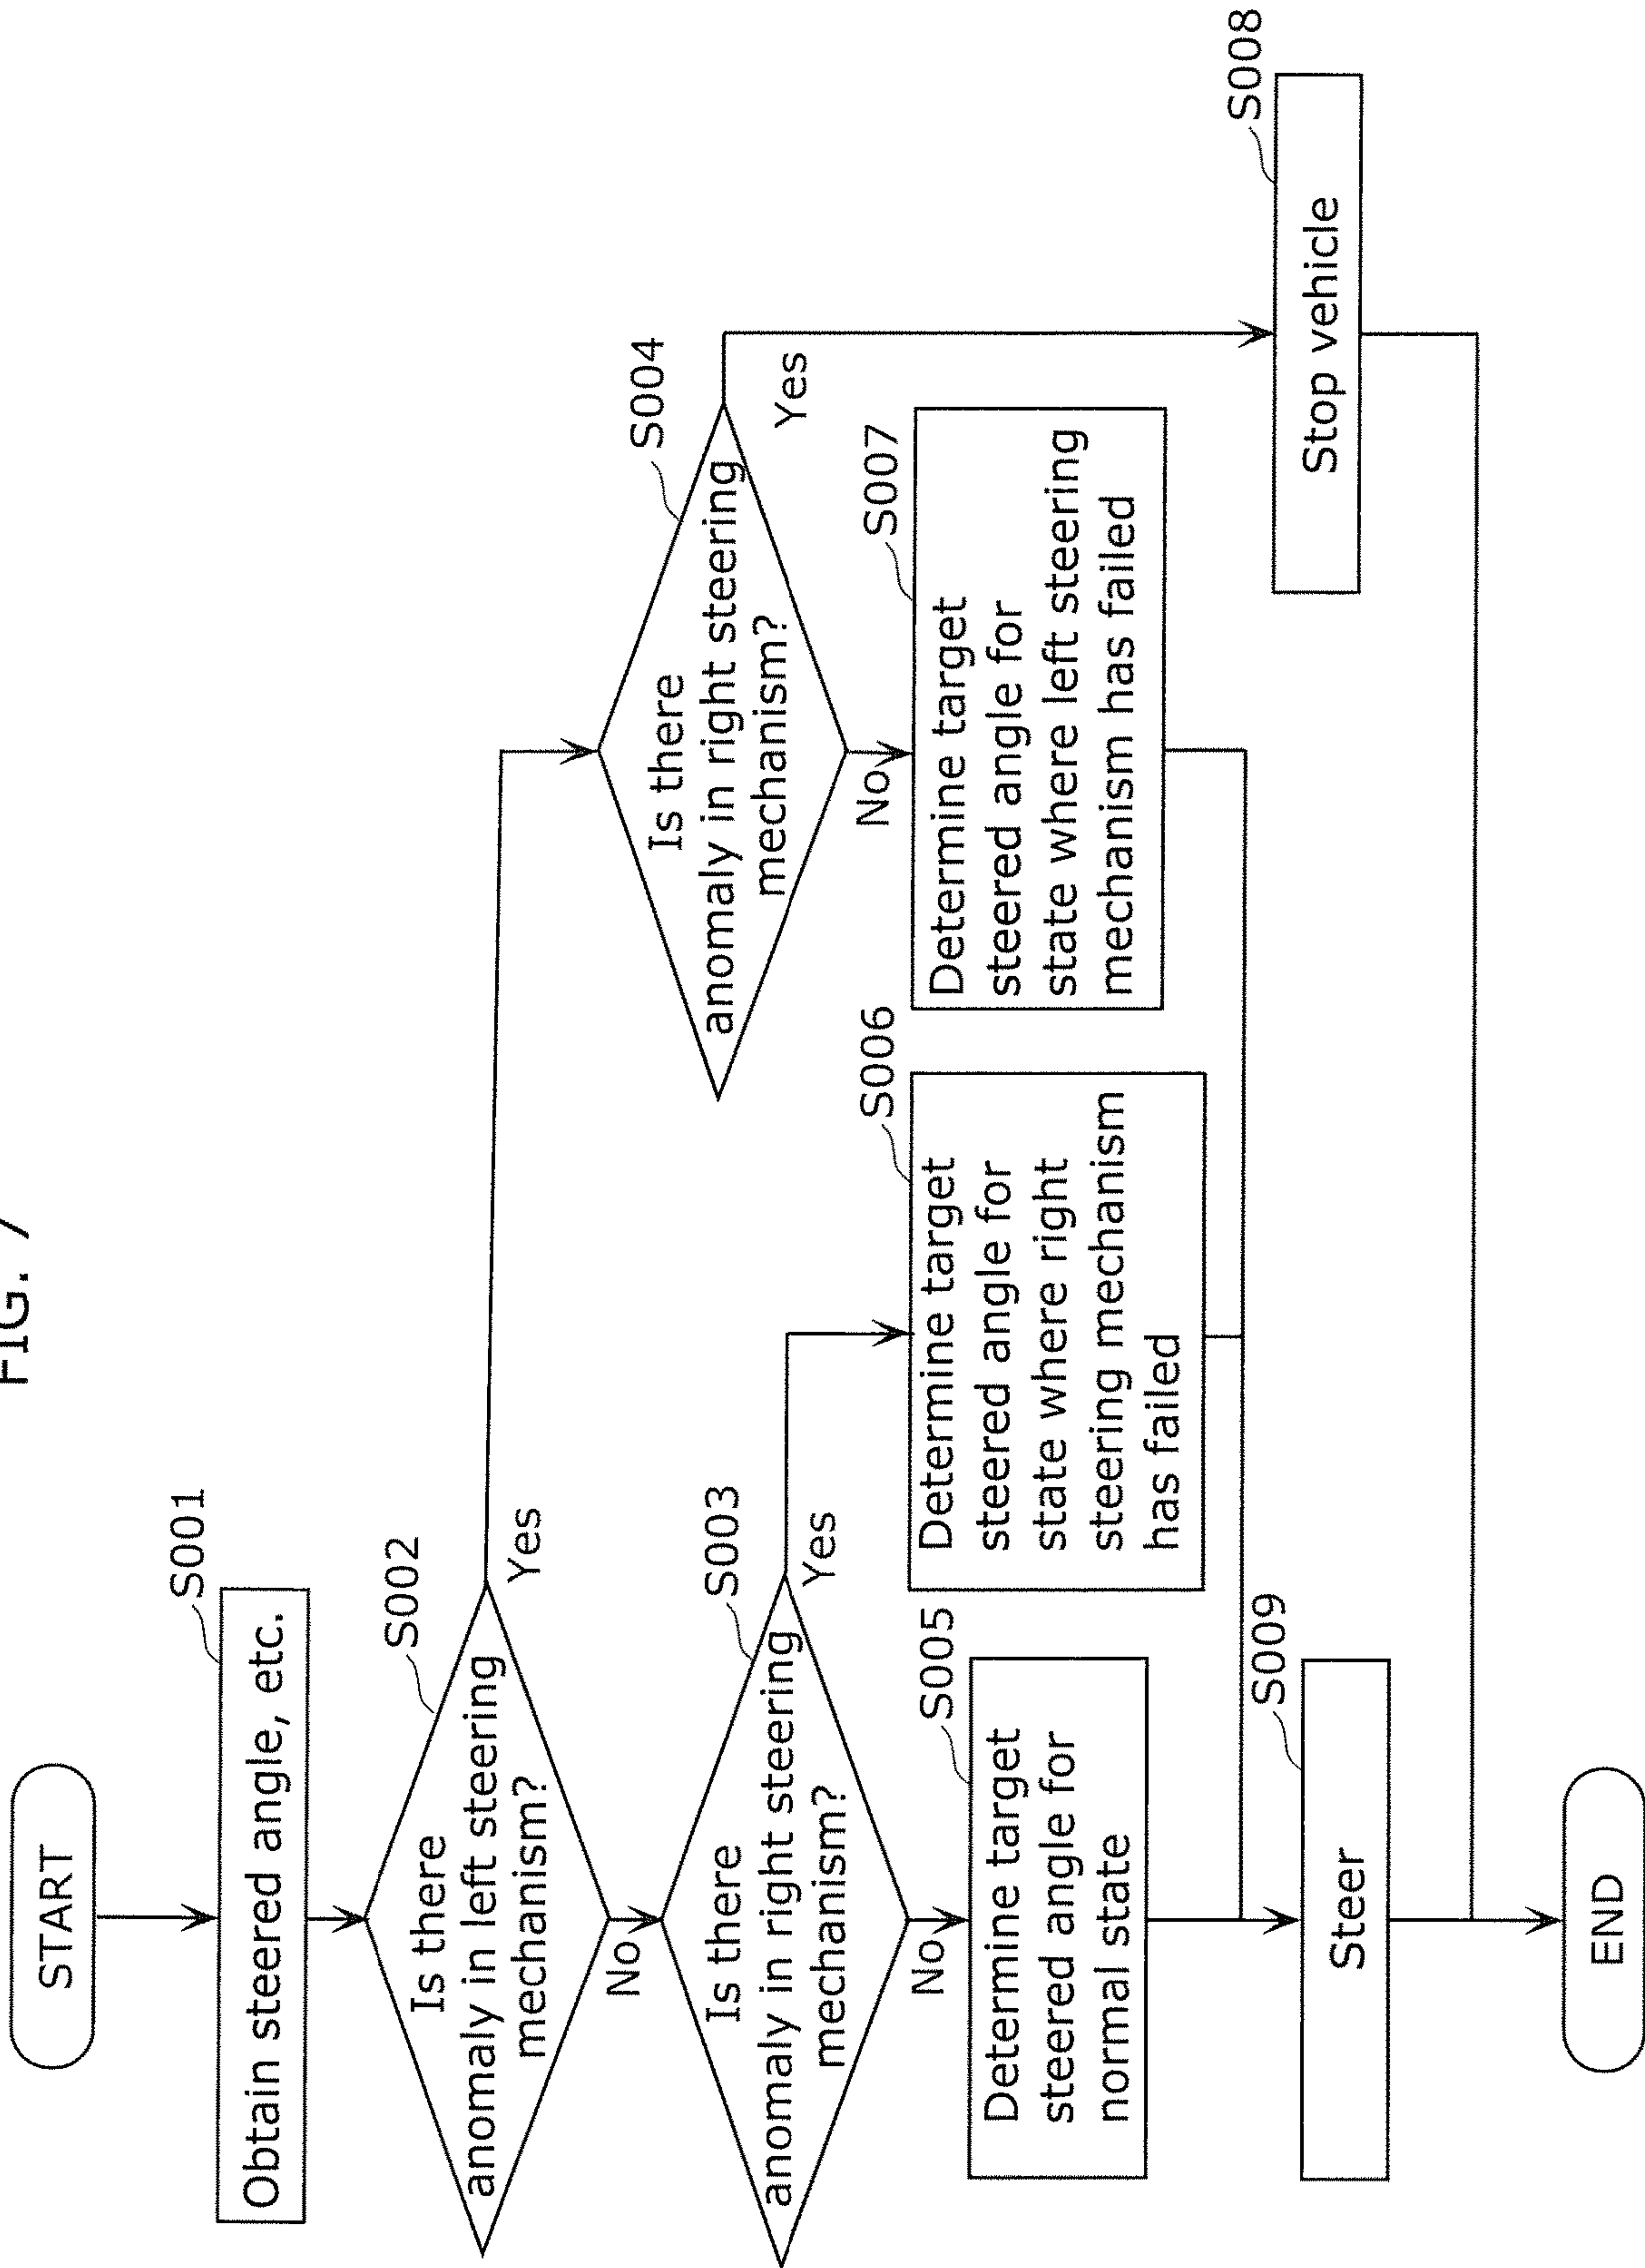 FIG. 7
START
S001
Obtain steered angle, etc.
S002
Is there
anomaly in left steering
mechanism?
Yes
No
S003
Is there
anomaly in right steering
mechanism?
Yes
No
S004
Is there
anomaly in right steering
mechanism?
Yes
No
S005
Determine target
steered angle for
normal state
S006
Determine target
steered angle for
state where right
steering mechanism
has failed
S007
Determine target
steered angle for
state where left steering
mechanism has failed
S008
Stop vehicle
S009
Steer
END